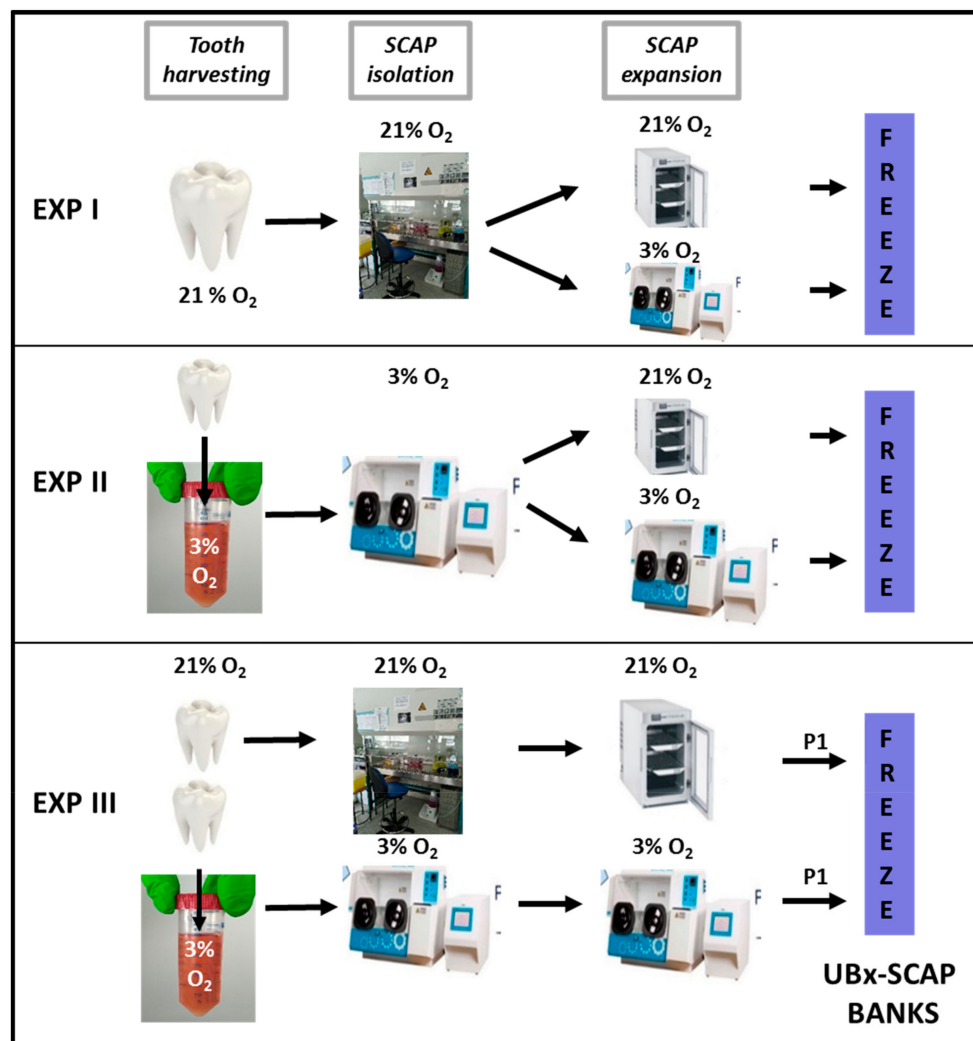 Tooth
harvesting
SCAP
isolation
SCAP
expansion
EXP I
21 % O₂
21% O₂
21% O₂
3% O₂
F
F
R
E
E
Z
E
EXP II
3%
O₂
3% O₂
F
21% O₂
3% O₂
F
F
R
E
E
Z
E
EXP III
21% O₂
21% O₂
21% O₂
P1
3%
O₂
3% O₂
F
3% O₂
F
P1
F
R
E
E
Z
E
UBx-SCAP
BANKS